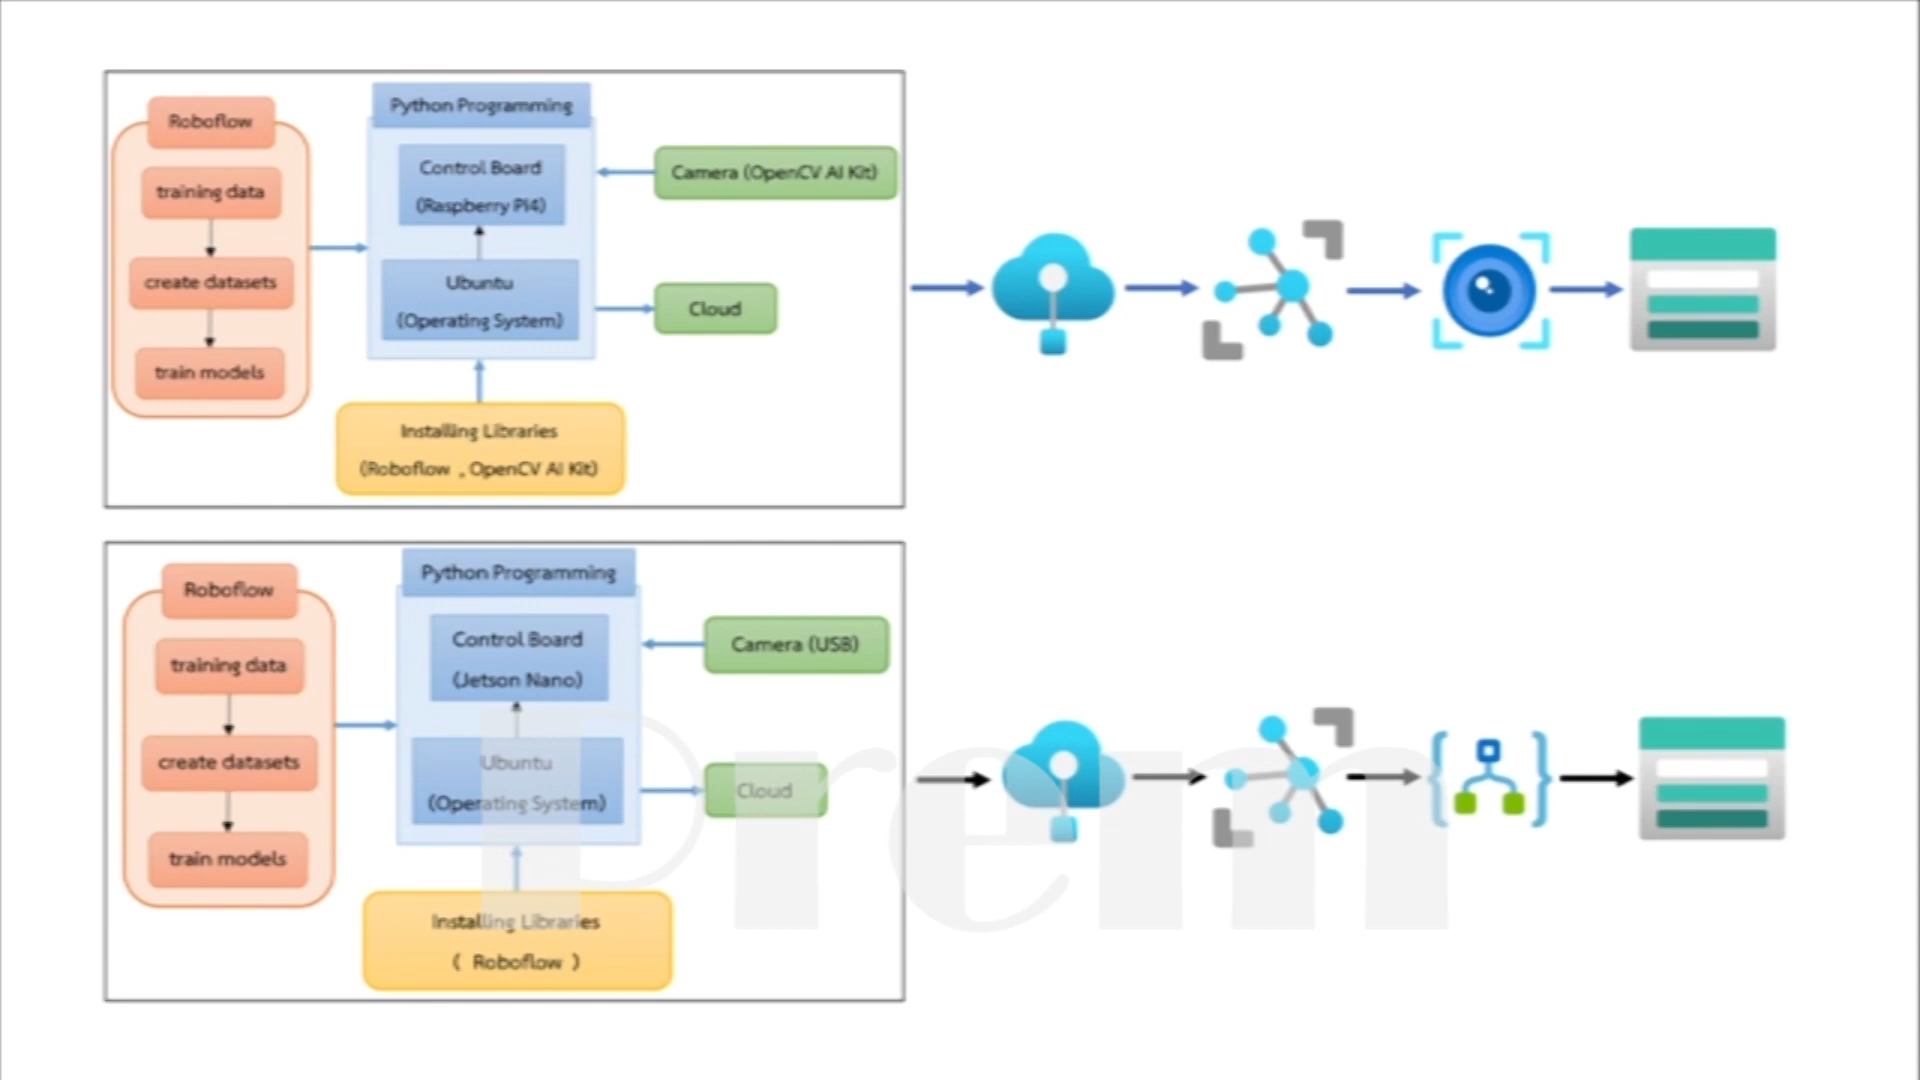 Roboflow
training data
create datasets
train models
Python Programming
Control Board
(Raspberry Pi4)
Ubuntu
(Operating System)
Installing Libraries
(Roboflow , OpenCV AI Kit)
Camera (OpenCV AI Kit)
Cloud
Roboflow
training data
create datasets
train models
Python Programming
Control Board
(Jetson Nano)
Ubuntu
(Operating System)
Installing Libraries
( Roboflow )
Camera (USB)
Cloud
Prem